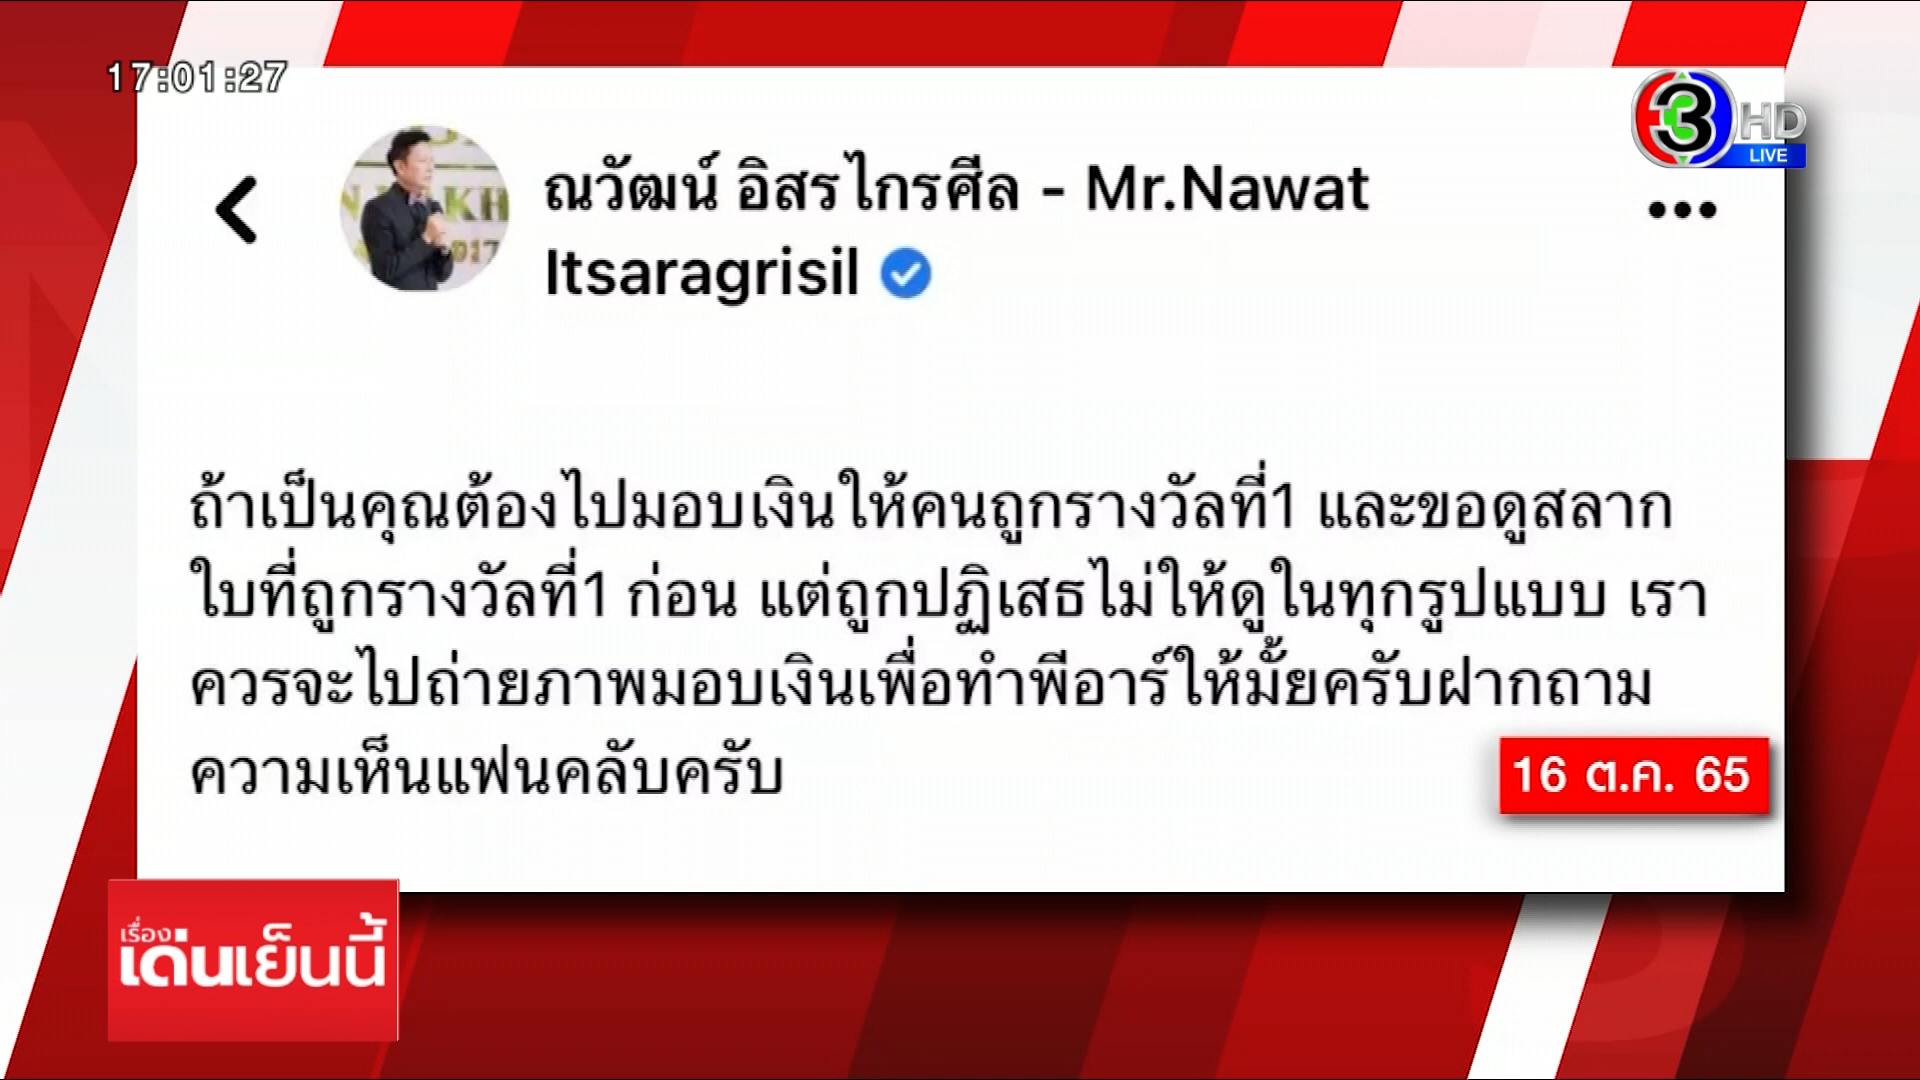 17:01:27
3 HD
LIVE
ณวัฒน์ อิสรไกรศีล - Mr.Nawat
Itsaragrisil
ถ้าเป็นคุณต้องไปมอบเงินให้คนถูกรางวัลที่1 และขอดูสลาก
ใบที่ถูกรางวัลที่1 ก่อน แต่ถูกปฏิเสธไม่ให้ดูในทุกรูปแบบ เรา
ควรจะไปถ่ายภาพมอบเงินเพื่อทำพีอาร์ให้มั้ยครับฝากถาม
ความเห็นแฟนคลับครับ
16 ต.ค. 65
เรื่อง
เด่นเย็นนี้